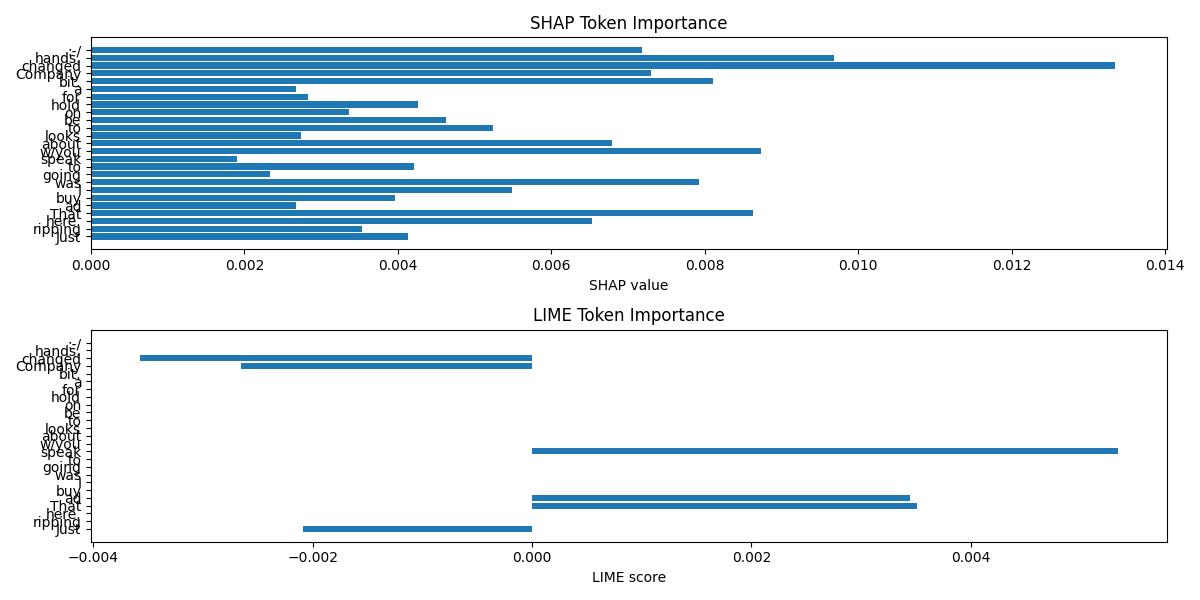 SHAP Token Importance
:-/
hands,
changed
Company
bit,
a
for
hold
on
be
to
looks
about
w/you
speak
to
going
was
I
buy
ad
That
here.
ripping
just
0.000 0.002 0.004 0.006 0.008 0.010 0.012 0.014
SHAP value
LIME Token Importance
:-/
hands,
changed
Company
bit,
a
for
hold
on
be
to
looks
about
w/you
speak
to
going
was
I
buy
ad
That
here.
ripping
just
−0.004 −0.002 0.000 0.002 0.004
LIME score